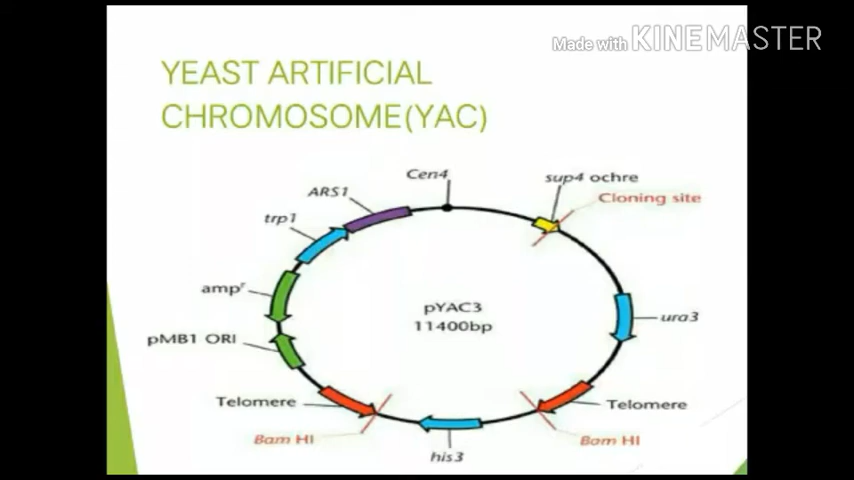 Made with KINEMASTER
YEAST ARTIFICIAL
CHROMOSOME(YAC)
Cen4
sup4 ochre
Cloning site
ARS1
trp1
ampʳ
pYAC3
11400bp
ura3
pMB1 ORI
Telomere
Telomere
Bam HI
Bam HI
his3